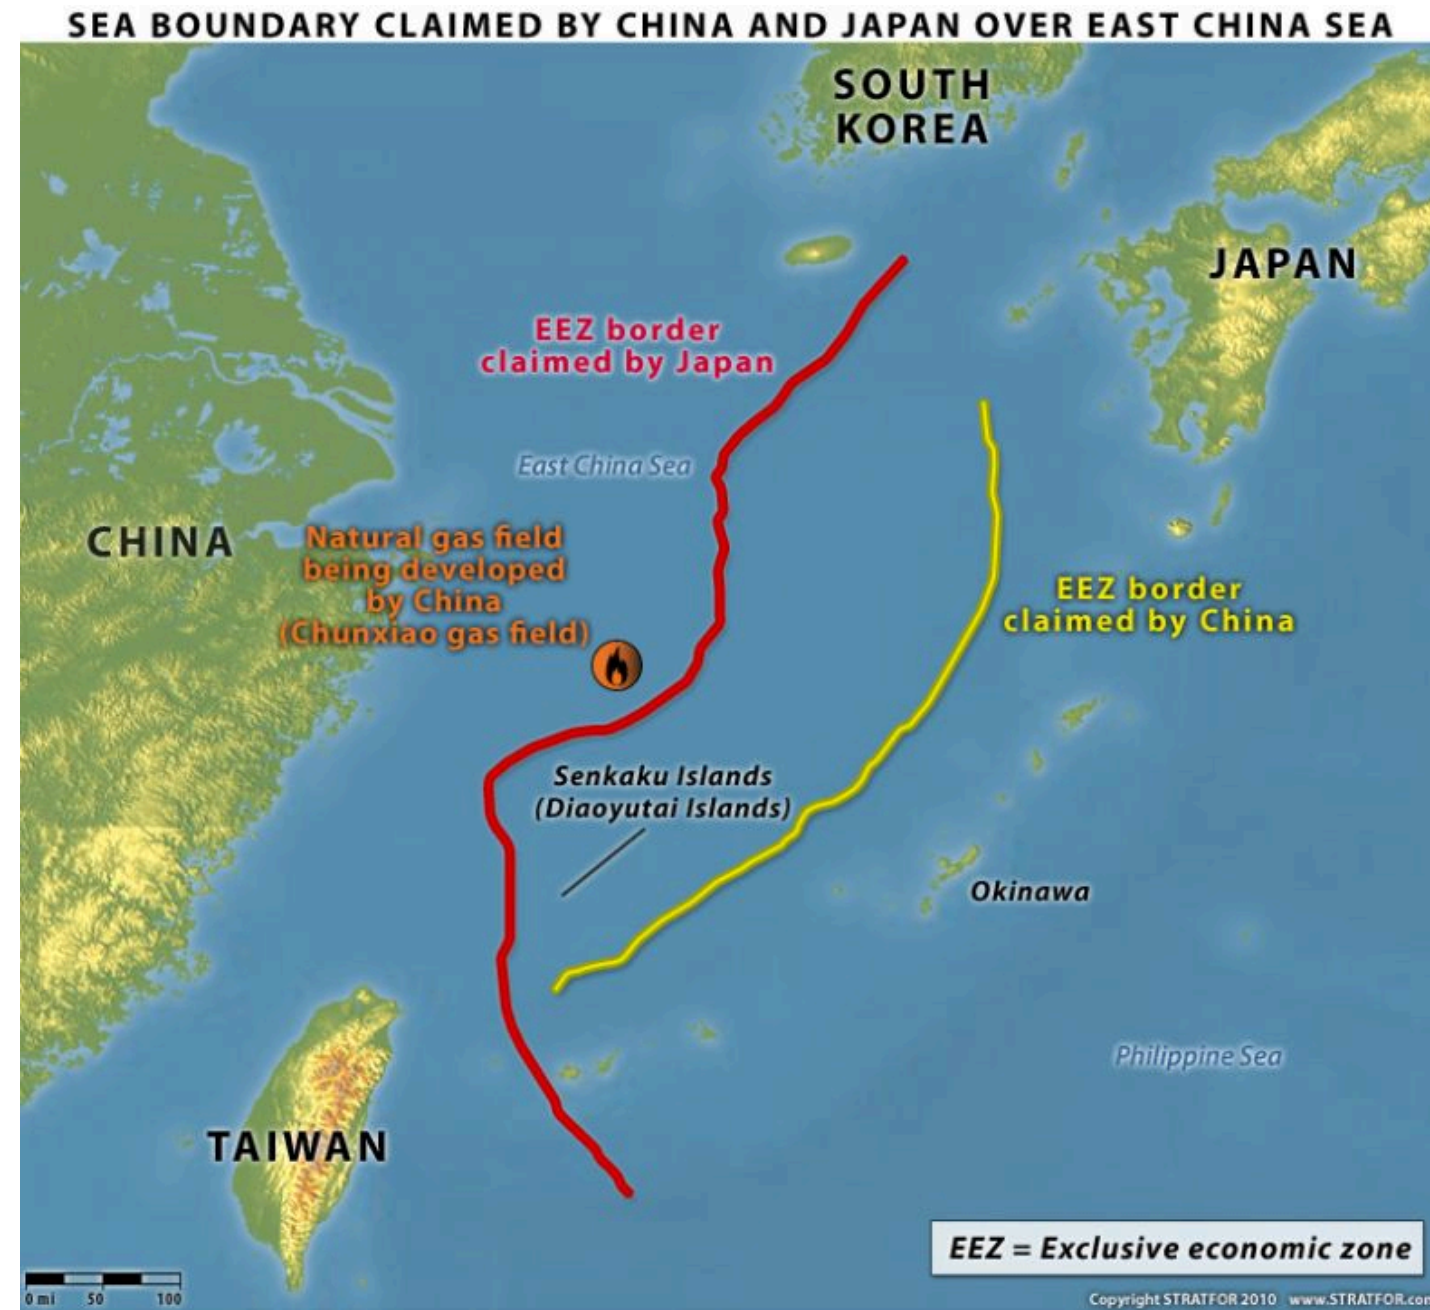 SEA BOUNDARY CLAIMED BY CHINA AND JAPAN OVER EAST CHINA SEA
SOUTH
KOREA
JAPAN
EEZ border
claimed by Japan
East China Sea
CHINA
Natural gas field
being developed
by China
(Chunxiao gas field)
EEZ border
claimed by China
Senkaku Islands
(Diaoyutai Islands)
Okinawa
Philippine Sea
TAIWAN
EEZ = Exclusive economic zone
0 mi 50 100
Copyright STRATFOR 2010 www.STRATFOR.com